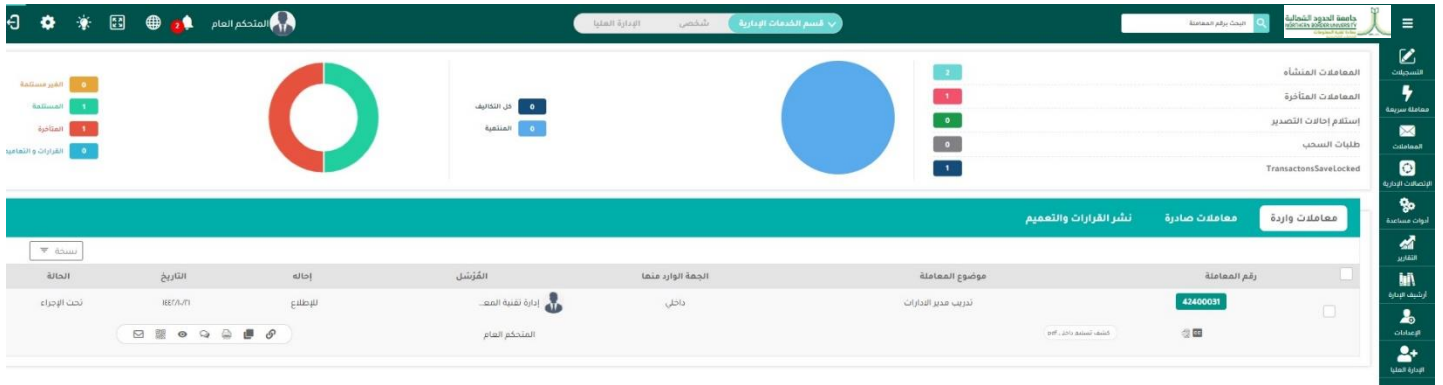 جامعة الحدود الشمالية
NORTHERN BORDER UNIVERSITY
البحث برقم المعاملة
قسم الخدمات الإدارية
شخصي
الإدارة العليا
المتحكم العام
2
التسجيلات
معاملة سريعة
المعاملات
الإتصالات الإدارية
أدوات مساعدة
التقارير
أرشيف الإدارة
الإعدادات
الإدارة العليا
المعاملات المنشأه 2
المعاملات المتأخرة 1
إستلام إحالات التصدير 0
طلبات السحب 0
TransactonsSaveLocked 1
0 كل التكاليف
0 المنتهية
0 الغير مستلمة
1 المستلمة
1 المتأخرة
0 القرارات و التعاميم
معاملات واردة
معاملات صادرة
نشر القرارات والتعميم
نسخة
رقم المعاملة موضوع المعاملة الجهة الوارد منها المُرْسَل إحاله التاريخ الحالة
42400031 تدريب مدير الادارات داخلي إدارة تقنية المع... للإطلاع تحت الإجراء
المتحكم العام